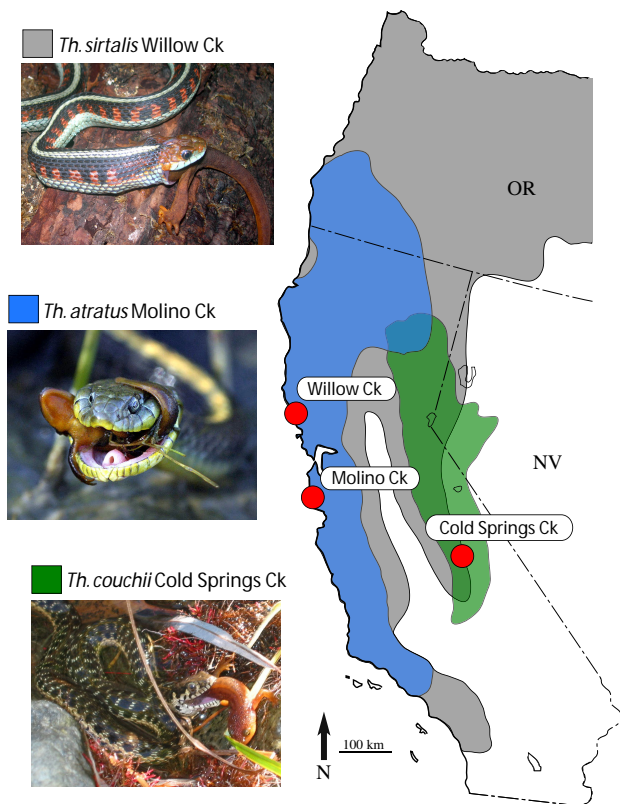 Th. sirtalis Willow Ck
OR
Th. atratus Molino Ck
Willow Ck
Molino Ck
NV
Cold Springs Ck
Th. couchii Cold Springs Ck
100 km
N